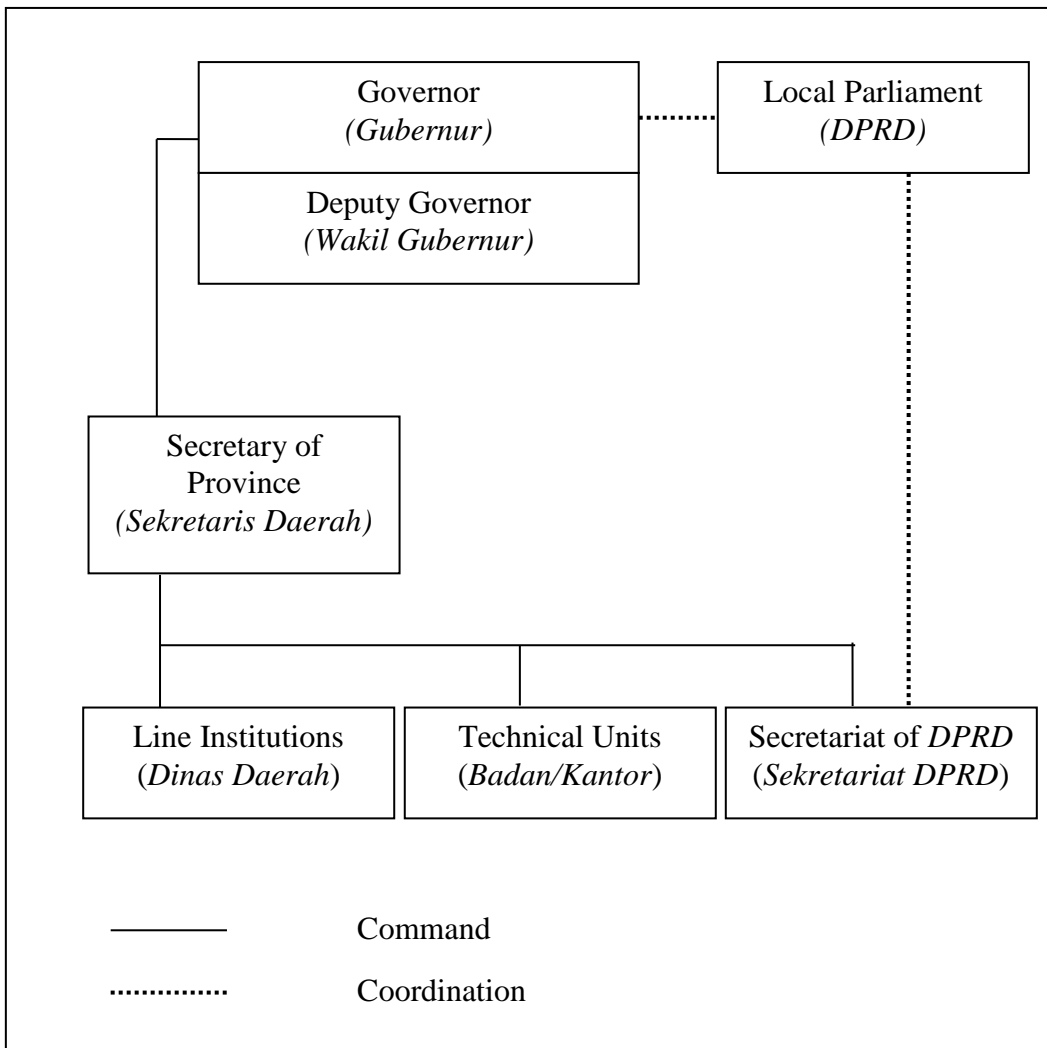 Governor
(Gubernur)
Local Parliament
(DPRD)
Deputy Governor
(Wakil Gubernur)
Secretary of
Province
(Sekretaris Daerah)
Line Institutions
(Dinas Daerah)
Technical Units
(Badan/Kantor)
Secretariat of DPRD
(Sekretariat DPRD)
Command
Coordination